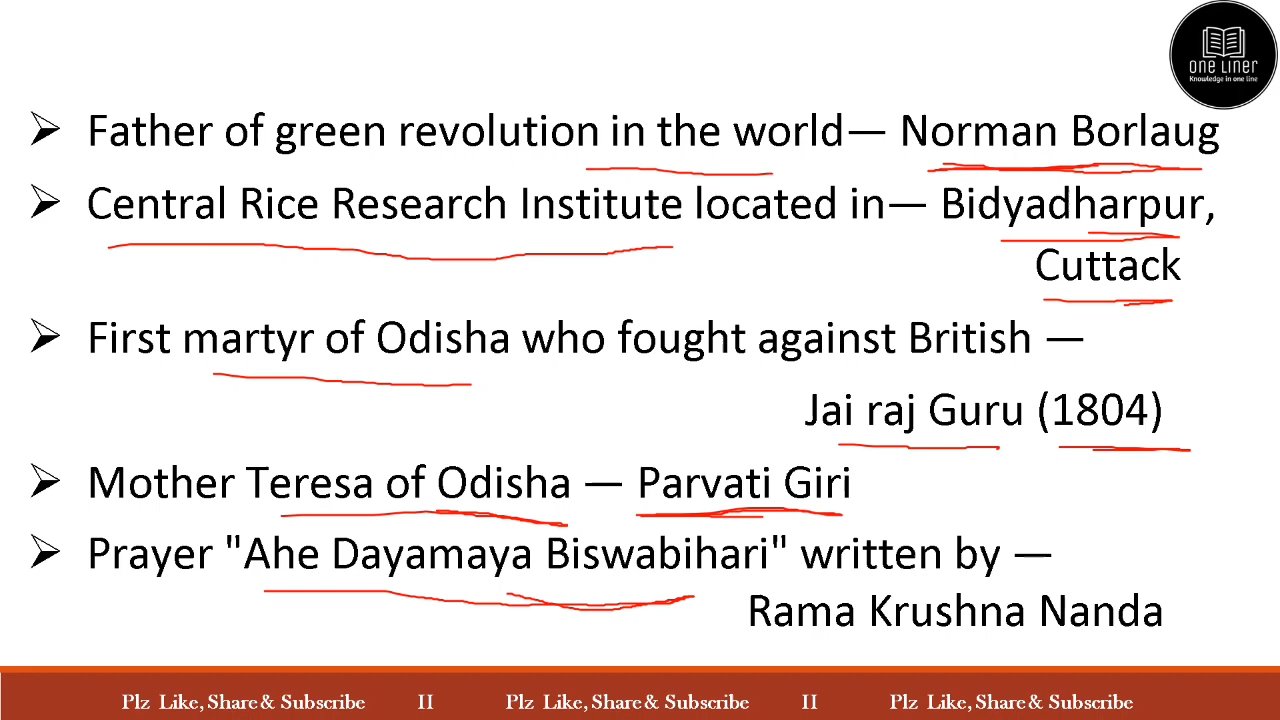 ONE LINER
Knowledge in one line
➢ Father of green revolution in the world— Norman Borlaug
➢ Central Rice Research Institute located in— Bidyadharpur,
Cuttack
➢ First martyr of Odisha who fought against British —
Jai raj Guru (1804)
➢ Mother Teresa of Odisha — Parvati Giri
➢ Prayer "Ahe Dayamaya Biswabihari" written by —
Rama Krushna Nanda
Plz Like, Share & Subscribe II Plz Like, Share & Subscribe II Plz Like, Share & Subscribe